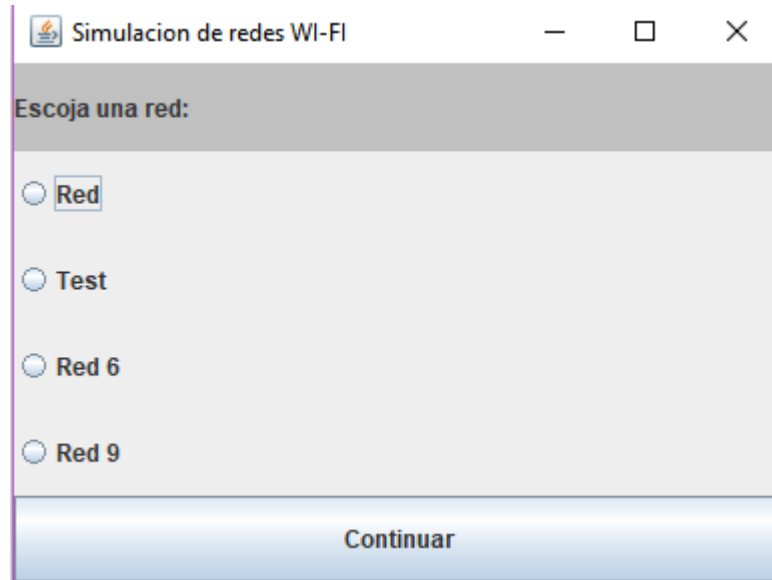 Simulacion de redes WI-FI
Escoja una red:
Red
Test
Red 6
Red 9
Continuar